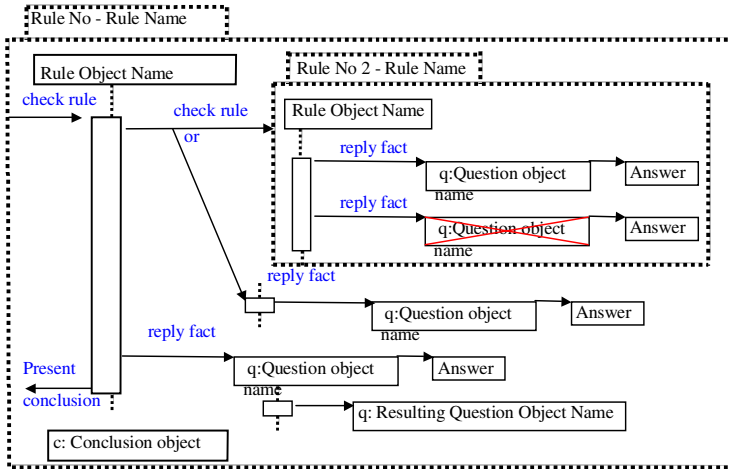 Rule No - Rule Name
Rule Object Name
Rule No 2 - Rule Name
check rule
check rule
or
Rule Object Name
reply fact
q:Question object
name
Answer
reply fact
q:Question object
name
Answer
reply fact
q:Question object
name
Answer
reply fact
q:Question object
name
Answer
Present
conclusion
q: Resulting Question Object Name
c: Conclusion object